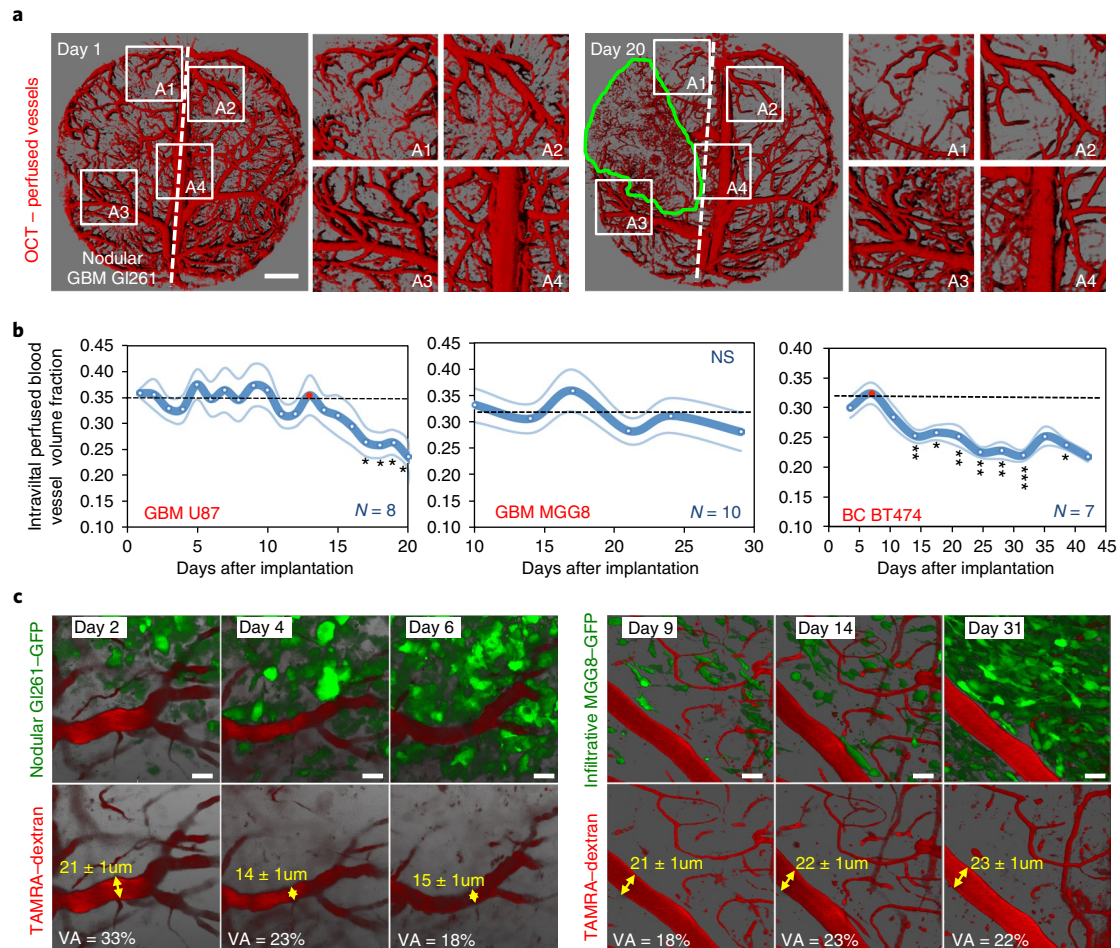 a
OCT – perfused vessels
Day 1
A1
A2
A4
A3
Nodular
GBM Gl261
A1
A2
A3
A4
Day 20
A1
A2
A4
A3
A1
A2
A3
A4
b
Intraviltal perfused blood
vessel volume fraction
0.45
0.40
0.35
0.30
0.25
0.20
0.15
0.10
* * * *
GBM U87
N = 8
0 5 10 15 20
Days after implantation
0.45
0.40
0.35
0.30
0.25
0.20
0.15
0.10
NS
GBM MGG8
N = 10
10 15 20 25 30
Days after implantation
0.40
0.35
0.30
0.25
0.20
0.15
0.10
** * ** ** ** *** *
BC BT474
N = 7
0 5 10 15 20 25 30 35 40 45
Days after implantation
c
Nodular Gl261–GFP
Day 2
Day 4
Day 6
TAMRA–dextran
21 ± 1um
VA = 33%
14 ± 1um
VA = 23%
15 ± 1um
VA = 18%
Infiltrative MGG8–GFP
Day 9
Day 14
Day 31
TAMRA–dextran
21 ± 1um
VA = 18%
22 ± 1um
VA = 23%
23 ± 1um
VA = 22%